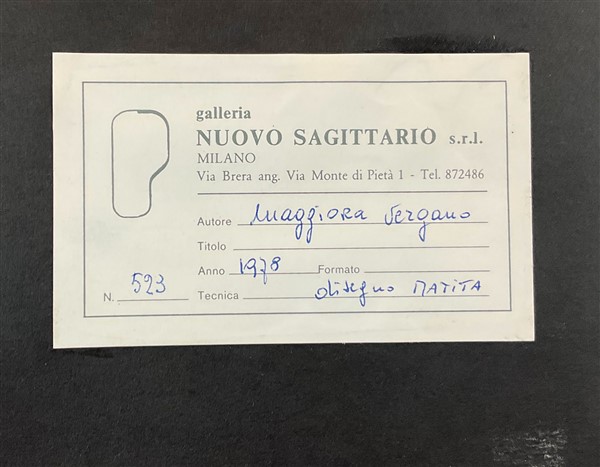 galleria
NUOVO SAGITTARIO s.r.l.
MILANO
Via Brera ang. Via Monte di Pietà 1 - Tel. 872486
Autore Maggiora Vergano
Titolo
Anno 1978 Formato
N. 523 Tecnica disegno MATITA